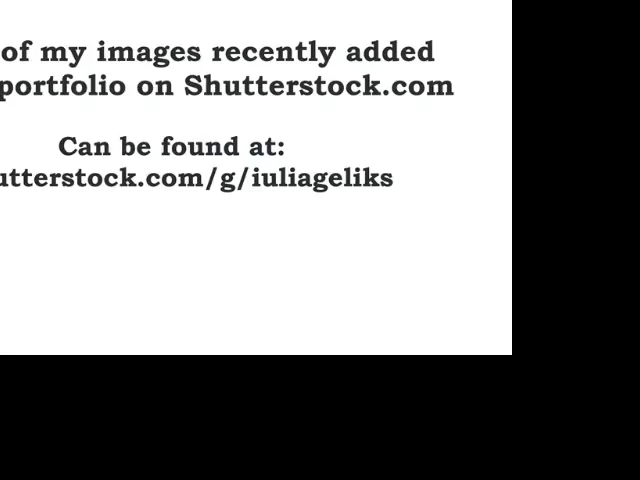 of my images recently added
portfolio on Shutterstock.com
Can be found at:
utterstock.com/g/iuliageliks